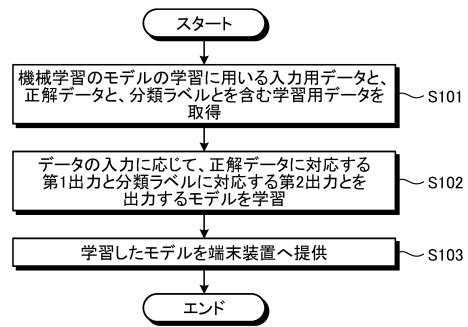 スタート
機械学習のモデルの学習に用いる入力用データと、
正解データと、分類ラベルとを含む学習用データを
取得
S101
データの入力に応じて、正解データに対応する
第1出力と分類ラベルに対応する第2出力とを
出力するモデルを学習
S102
学習したモデルを端末装置へ提供
S103
エンド